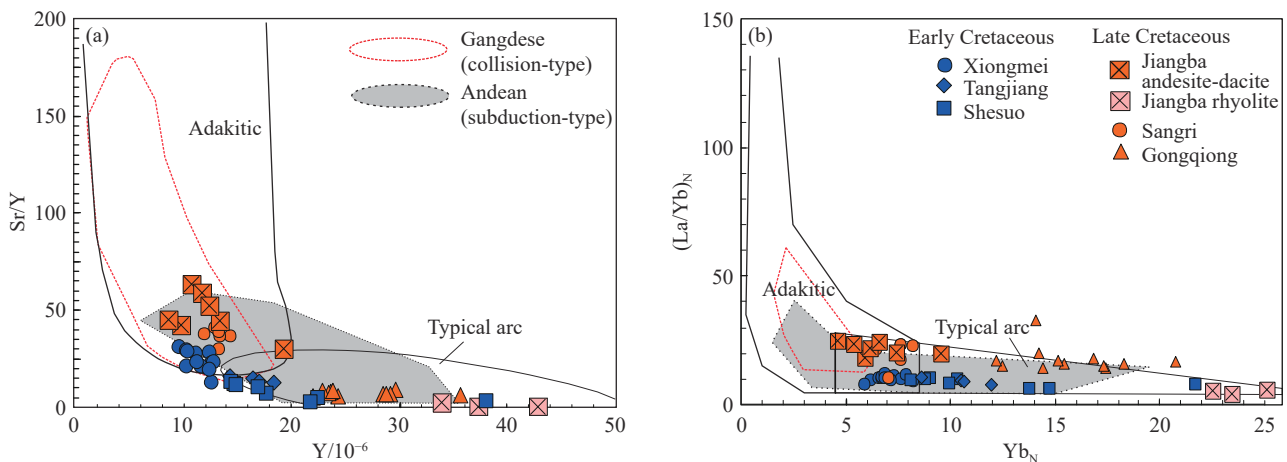 (a)
200
150
100
50
0
Sr/Y
0
10
20
30
40
50
Y/10⁻⁶
Gangdese
(collision-type)
Andean
(subduction-type)
Adakitic
Typical arc
(b)
150
100
50
0
(La/Yb)N
0
5
10
15
20
25
YbN
Early Cretaceous
Xiongmei
Tangjiang
Shesuo
Late Cretaceous
Jiangba
andesite-dacite
Jiangba rhyolite
Sangri
Gongqiong
Adakitic
Typical arc